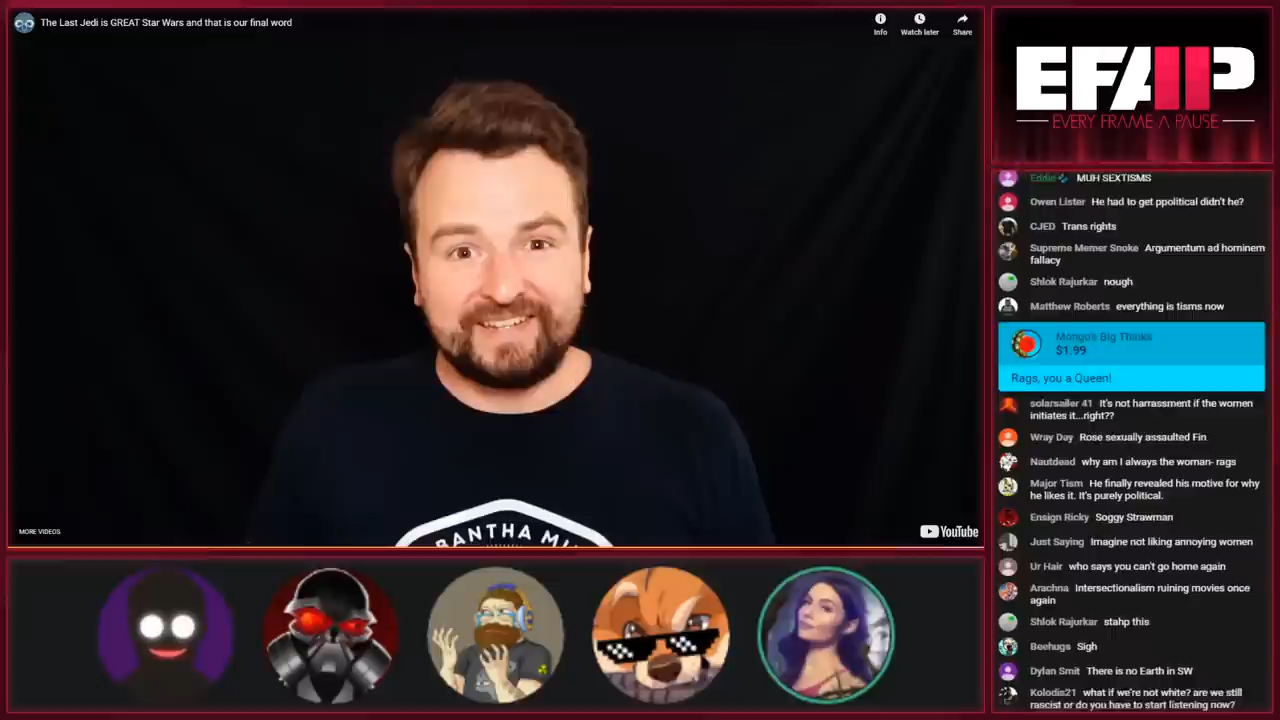 The Last Jedi is GREAT Star Wars and that is our final word
Info
Watch later
Share
BANTHA MI
MORE VIDEOS
YouTube
EFAP
EVERY FRAME A PAUSE
Eddie MUH SEXTISMS
Owen Lister He had to get ppolitical didn't he?
CJED Trans rights
Supreme Memer Snoke Argumentum ad hominem
fallacy
Shlok Rajurkar nough
Matthew Roberts everything is tisms now
Mongo's Big Thinks
$1.99
Rags, you a Queen!
solarsailer 41 It's not harrassment if the women
initiates it...right??
Wray Day Rose sexually assaulted Fin
Nautdead why am I always the woman- rags
Major Tism He finally revealed his motive for why
he likes it. It's purely political.
Ensign Ricky Soggy Strawman
Just Saying Imagine not liking annoying women
Ur Hair who says you can't go home again
Arachna Intersectionalism ruining movies once
again
Shlok Rajurkar stahp this
Beehugs Sigh
Dylan Smit There is no Earth in SW
Kolodis21 what if we're not white? are we still
rascist or do you have to start listening now?